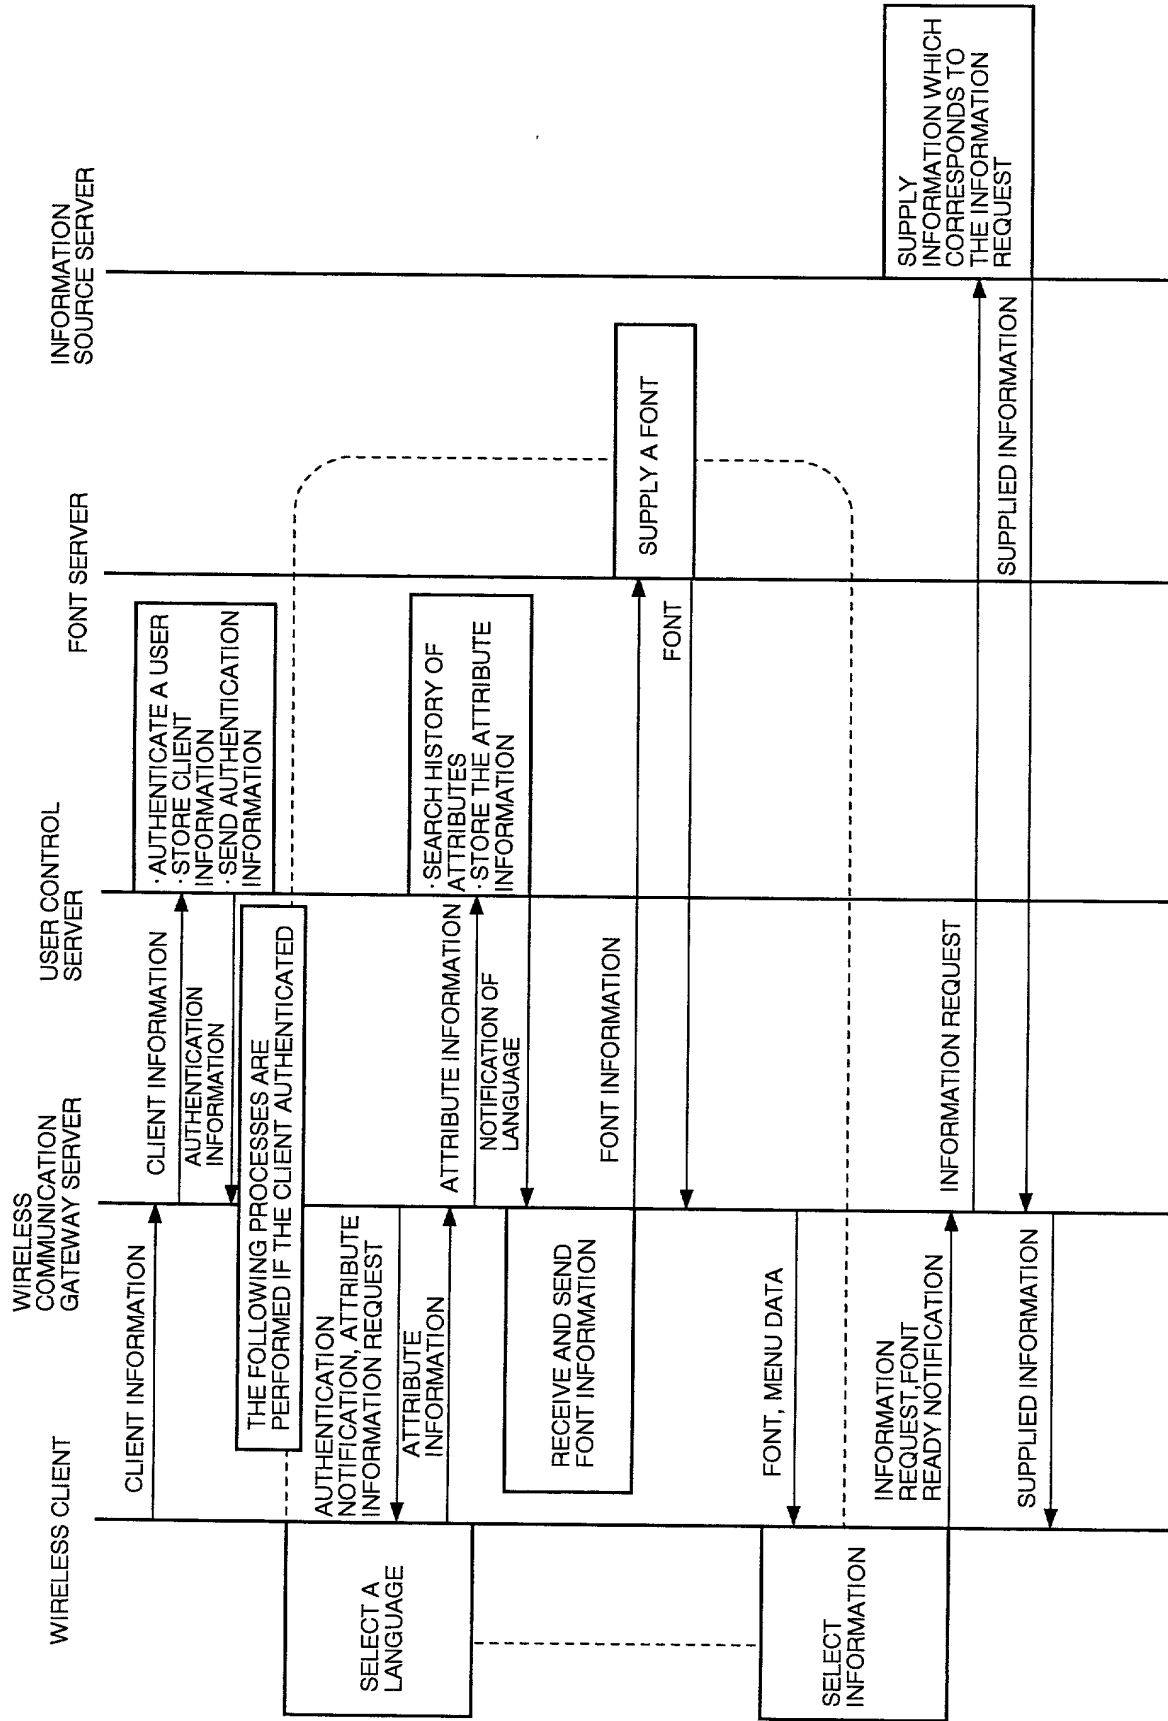 WIRELESS CLIENT
WIRELESS
COMMUNICATION
GATEWAY SERVER
USER CONTROL
SERVER
FONT SERVER
INFORMATION
SOURCE SERVER
CLIENT INFORMATION
CLIENT INFORMATION
·AUTHENTICATE A USER
·STORE CLIENT
INFORMATION
·SEND AUTHENTICATION
INFORMATION
AUTHENTICATION
INFORMATION
THE FOLLOWING PROCESSES ARE
PERFORMED IF THE CLIENT AUTHENTICATED
AUTHENTICATION
NOTIFICATION, ATTRIBUTE
INFORMATION REQUEST
SELECT A
LANGUAGE
ATTRIBUTE
INFORMATION
ATTRIBUTE INFORMATION
·SEARCH HISTORY OF
ATTRIBUTES
·STORE THE ATTRIBUTE
INFORMATION
NOTIFICATION OF
LANGUAGE
RECEIVE AND SEND
FONT INFORMATION
FONT INFORMATION
SUPPLY A FONT
FONT
FONT, MENU DATA
SELECT
INFORMATION
INFORMATION
REQUEST,FONT
READY NOTIFICATION
INFORMATION REQUEST
SUPPLY
INFORMATION WHICH
CORRESPONDS TO
THE INFORMATION
REQUEST
SUPPLIED INFORMATION
SUPPLIED INFORMATION